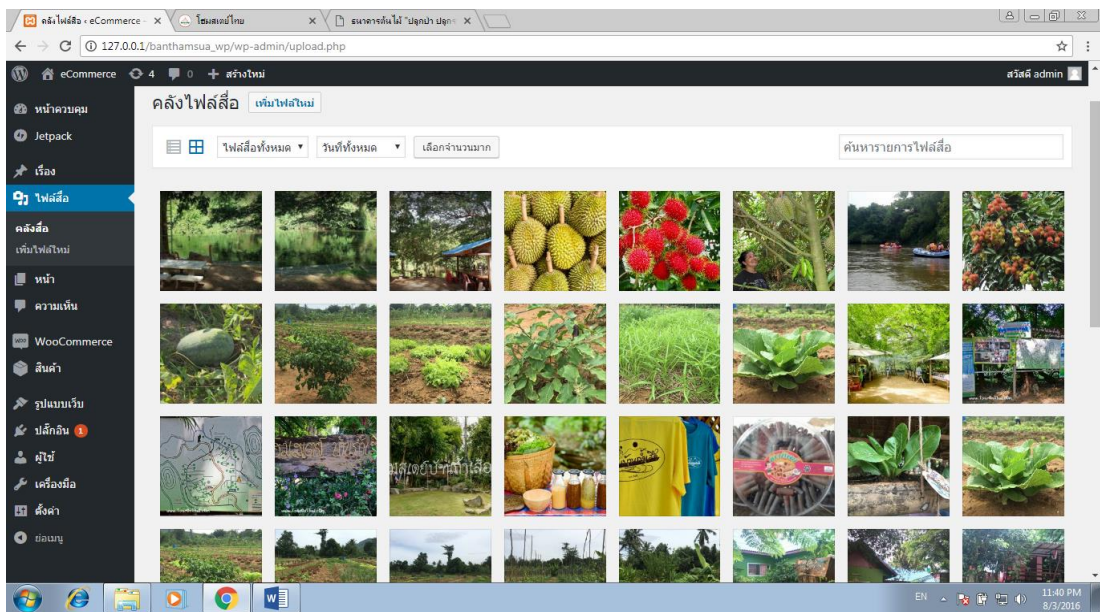 คลังไฟล์สื่อ ‹ eCommerce –
โฮมสเตย์ไทย
ธนาคารต้นไม้ "ปลูกป่า ปลูก
127.0.0.1/banthamsua_wp/wp-admin/upload.php
eCommerce 4 0 + สร้างใหม่
สวัสดี admin
หน้าควบคุม
Jetpack
เรื่อง
ไฟล์สื่อ
คลังสื่อ
เพิ่มไฟล์ใหม่
หน้า
ความเห็น
WooCommerce
สินค้า
รูปแบบเว็บ
ปลั๊กอิน 1
ผู้ใช้
เครื่องมือ
ตั้งค่า
ย่อเมนู
คลังไฟล์สื่อ เพิ่มไฟล์ใหม่
ไฟล์สื่อทั้งหมด วันที่ทั้งหมด เลือกจำนวนมาก
ค้นหารายการไฟล์สื่อ
EN
11:40 PM
8/3/2016